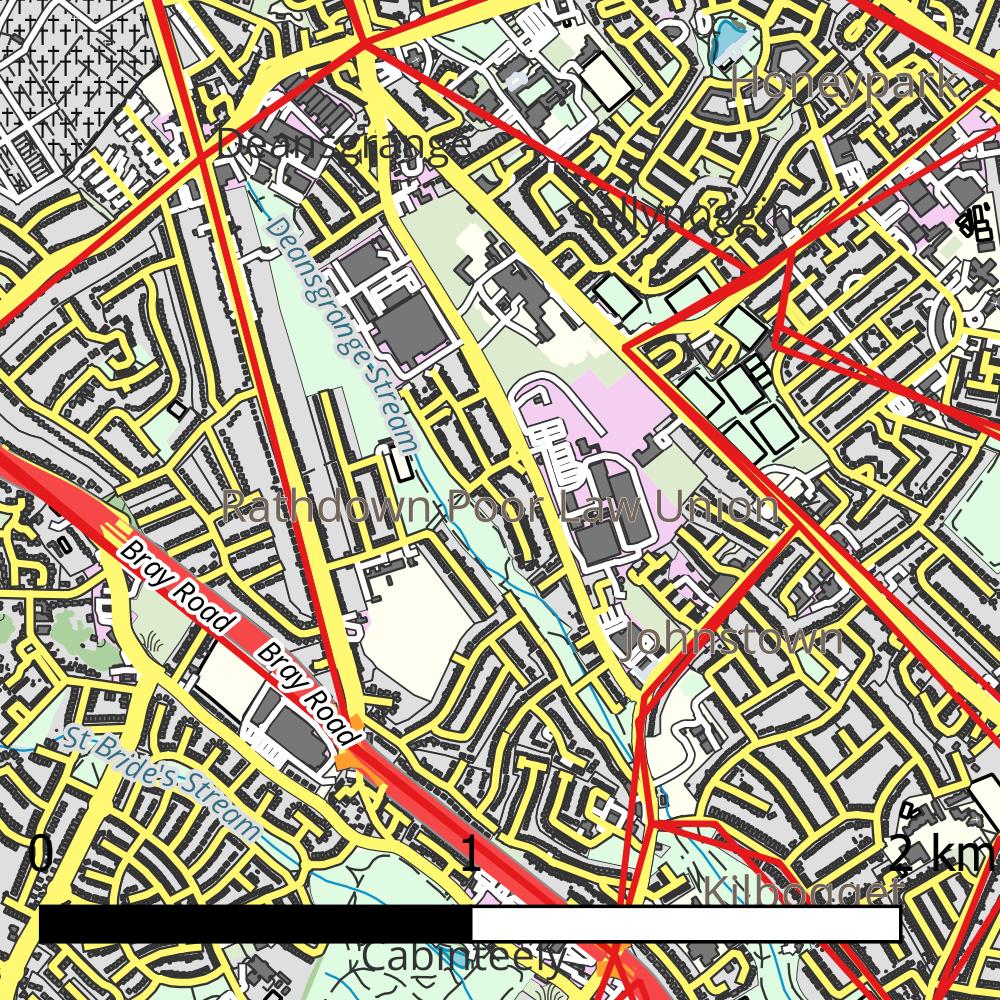 Honeypark
Deansgrange
Sallynoggin
Deansgrange-Stream
Rathdown Poor Law Union
Bray Road
Johnstown
Bray Road
St-Bride's-Stream
0 1 2 km
Kilbogget
Cabinteely